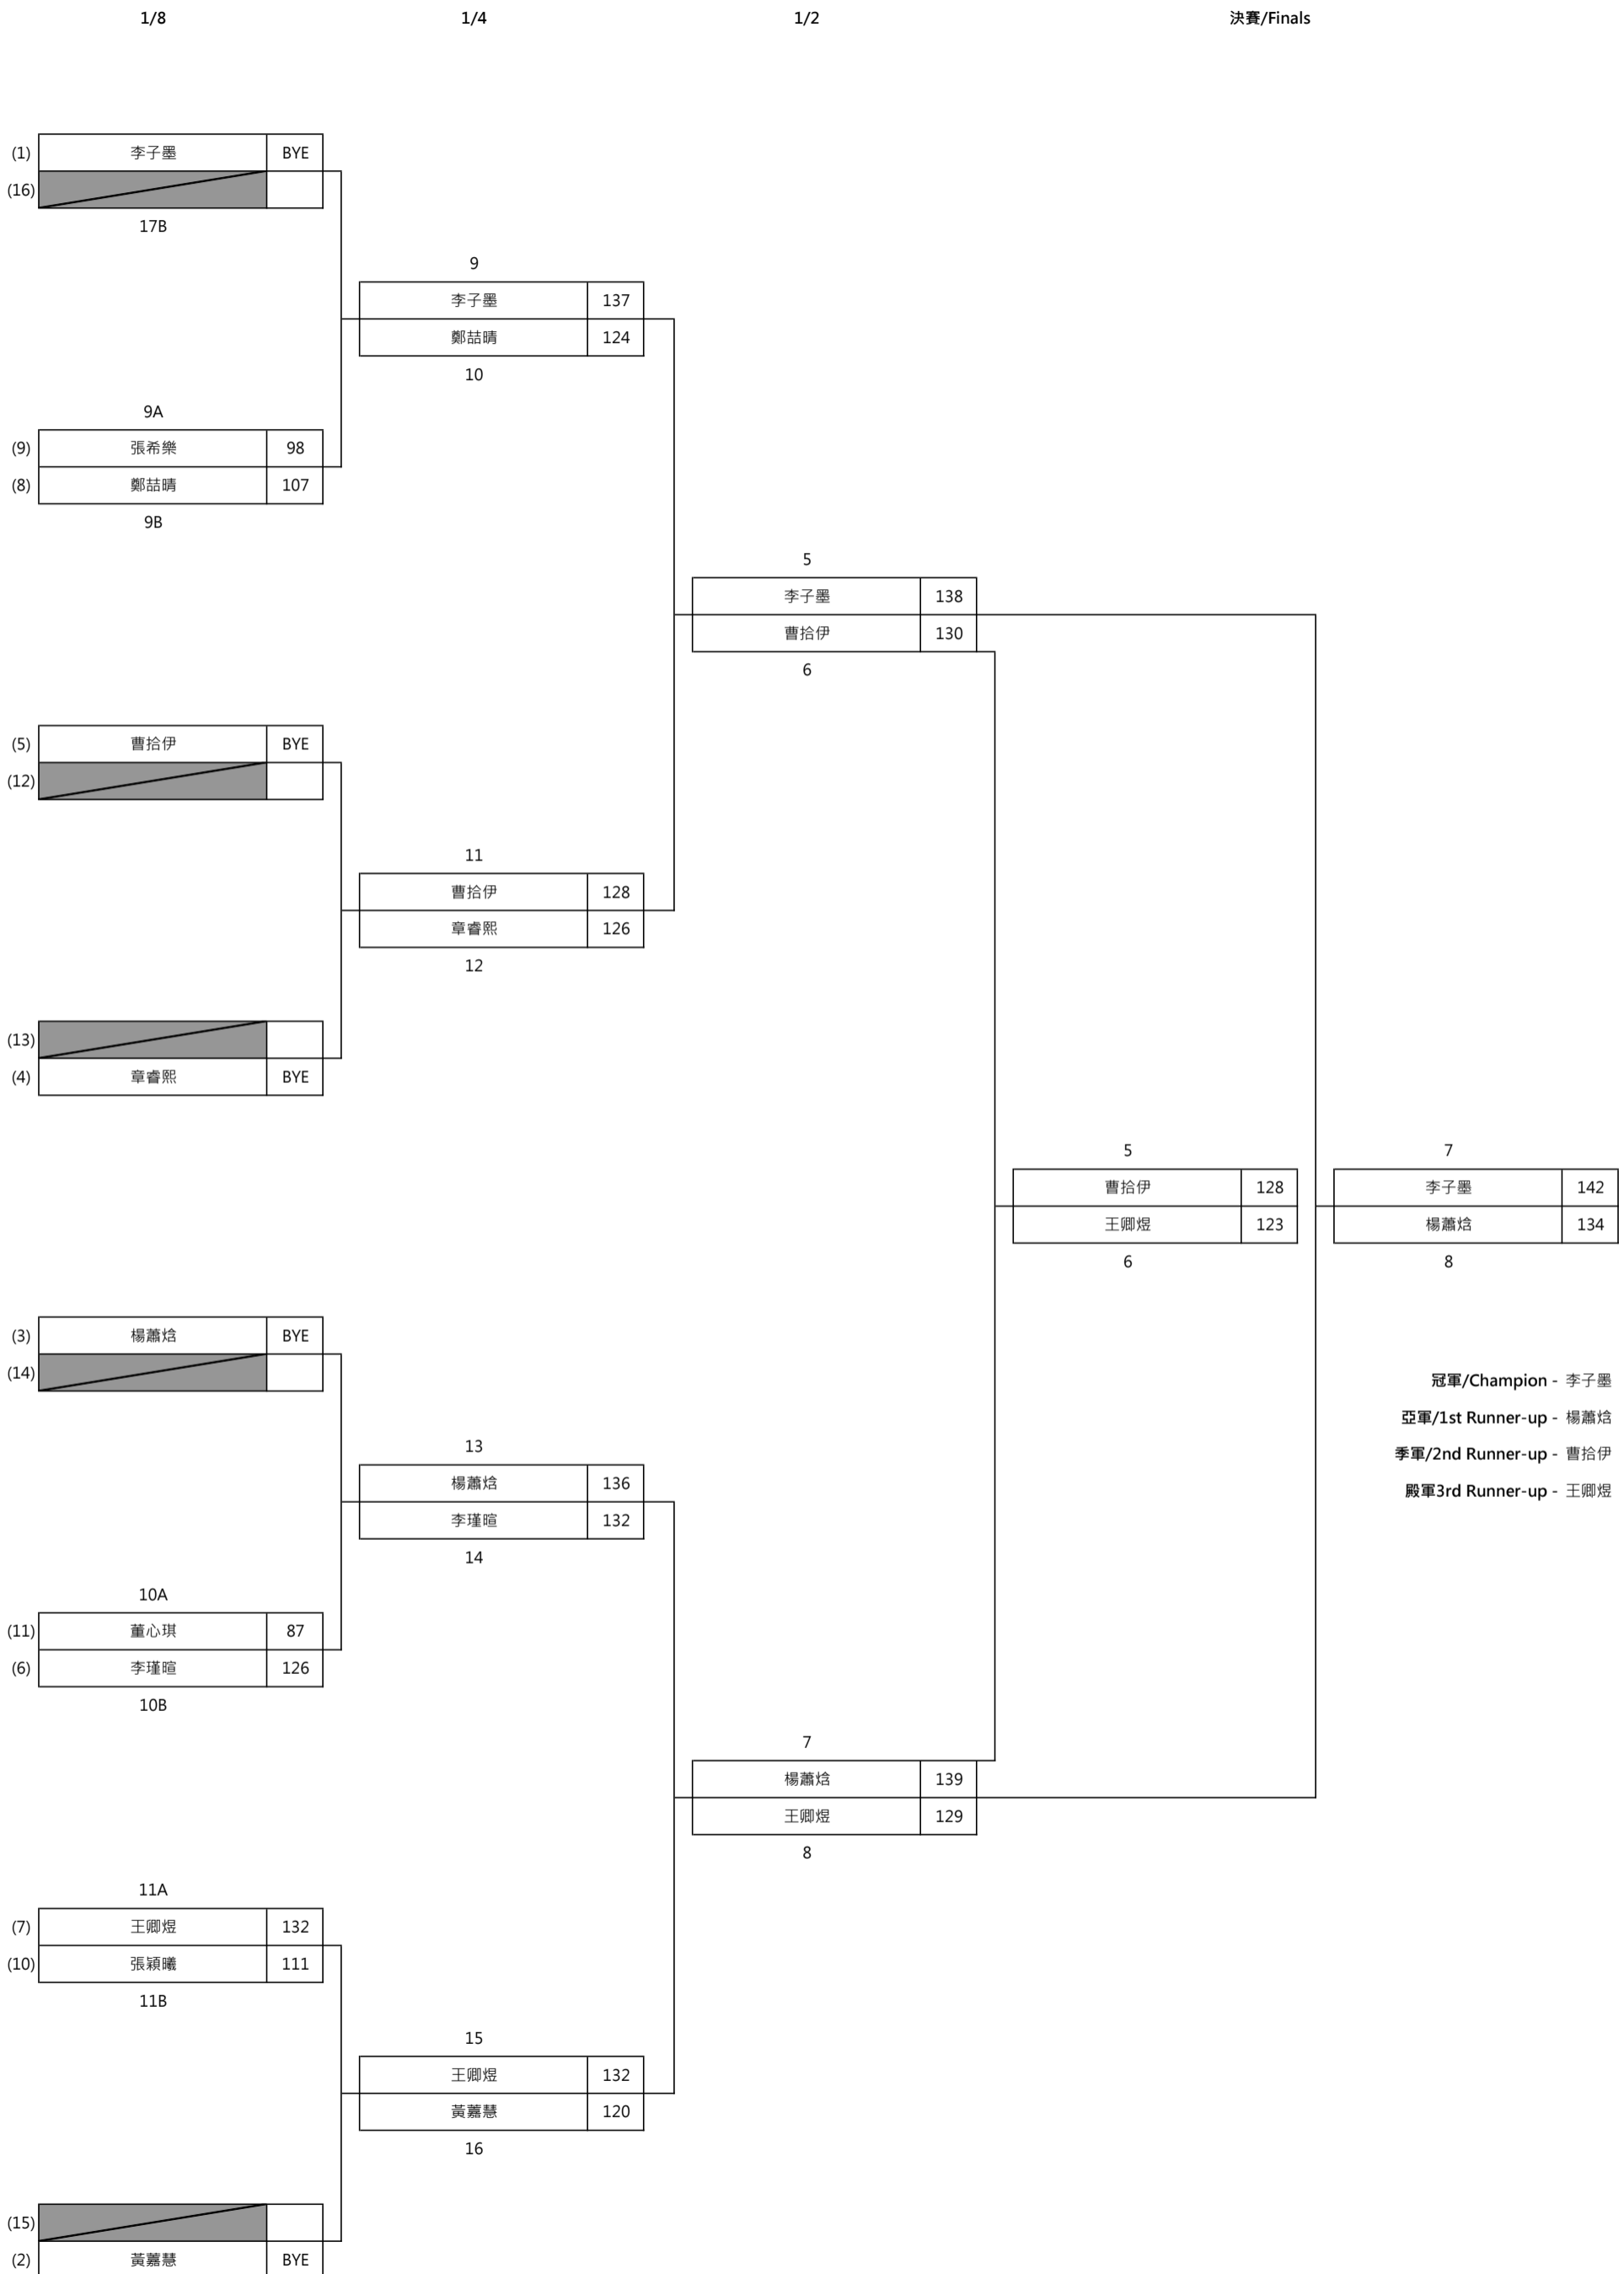 1/8 1/4 1/2 決賽/Finals
(1) 李子墨 BYE
(16)
17B
9
李子墨 137
鄭喆晴 124
10
9A
(9) 張希樂 98
(8) 鄭喆晴 107
9B
5
李子墨 138
曹拾伊 130
6
(5) 曹拾伊 BYE
(12)
11
曹拾伊 128
章睿熙 126
12
(13)
(4) 章睿熙 BYE
5 7
曹拾伊 128 李子墨 142
王卿煜 123 楊蕭焓 134
6 8
(3) 楊蕭焓 BYE
(14)
冠軍/Champion - 李子墨
亞軍/1st Runner-up - 楊蕭焓
季軍/2nd Runner-up - 曹拾伊
殿軍3rd Runner-up - 王卿煜
13
楊蕭焓 136
李瑾暄 132
14
10A
(11) 董心琪 87
(6) 李瑾暄 126
10B
7
楊蕭焓 139
王卿煜 129
8
11A
(7) 王卿煜 132
(10) 張穎曦 111
11B
15
王卿煜 132
黃囍慧 120
16
(15)
(2) 黃囍慧 BYE